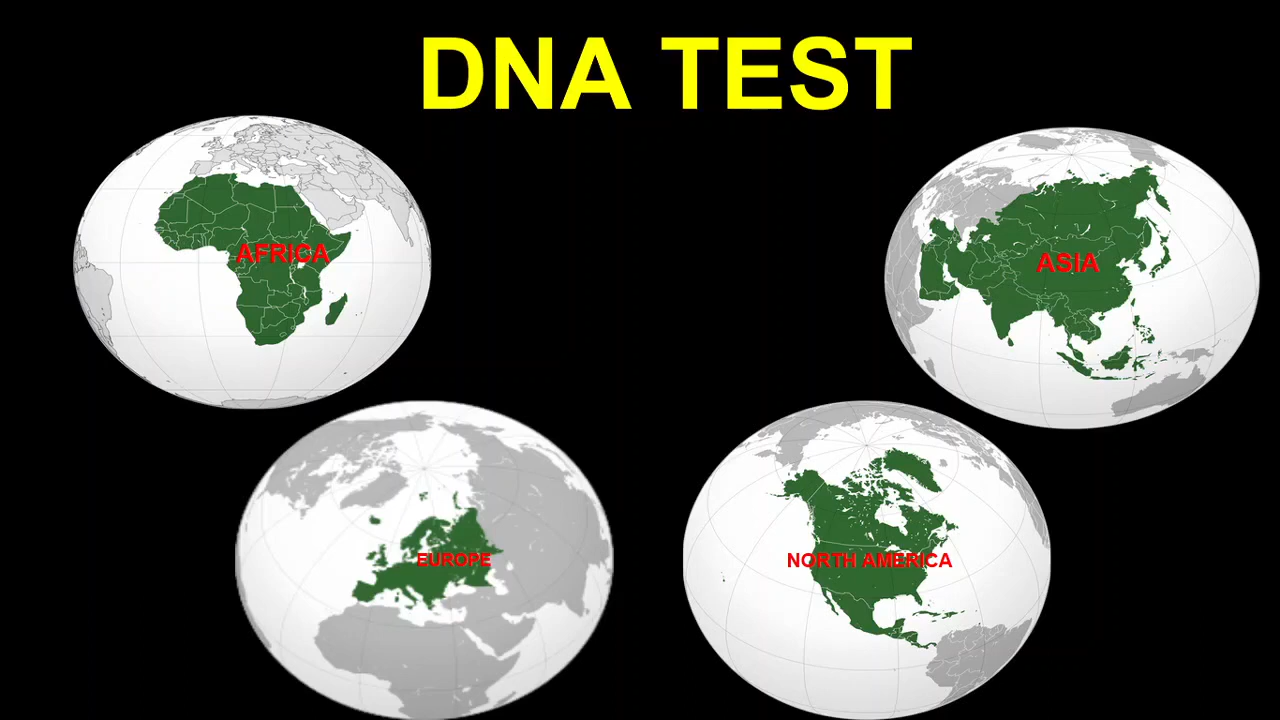 DNA TEST
AFRICA
ASIA
EUROPE
NORTH AMERICA